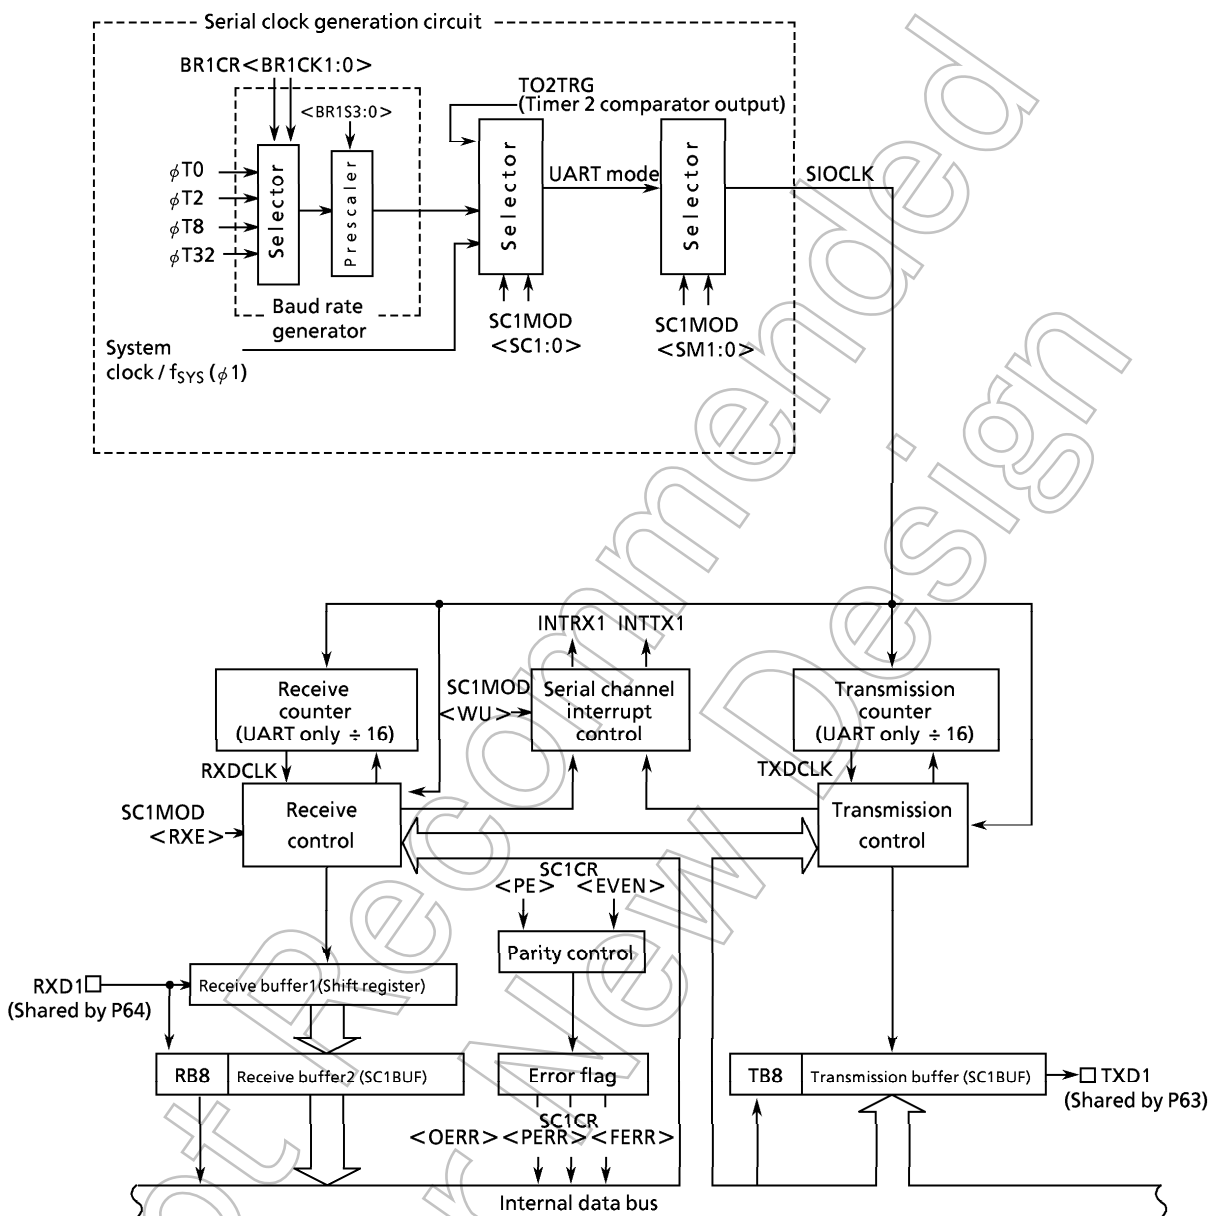 Serial clock generation circuit
BR1CR<BR1CK1:0>
<BR1S3:0>
TO2TRG
(Timer 2 comparator output)
φT0
φT2
φT8
φT32
Selector
Prescaler
Selector
UART mode
Selector
SIOCLK
Baud rate
generator
SC1MOD
<SC1:0>
SC1MOD
<SM1:0>
System
clock / fSYS (φ1)
INTRX1 INTTX1
Receive
counter
(UART only ÷ 16)
SC1MOD
<WU>
Serial channel
interrupt
control
Transmission
counter
(UART only ÷ 16)
RXDCLK
TXDCLK
SC1MOD
<RXE>
Receive
control
Transmission
control
SC1CR
<PE> <EVEN>
Parity control
RXD1
(Shared by P64)
Receive buffer1(Shift register)
RB8
Receive buffer2 (SC1BUF)
Error flag
TB8
Transmission buffer (SC1BUF)
TXD1
(Shared by P63)
SC1CR
<OERR> <PERR> <FERR>
Internal data bus
Not Recommended
for New Design